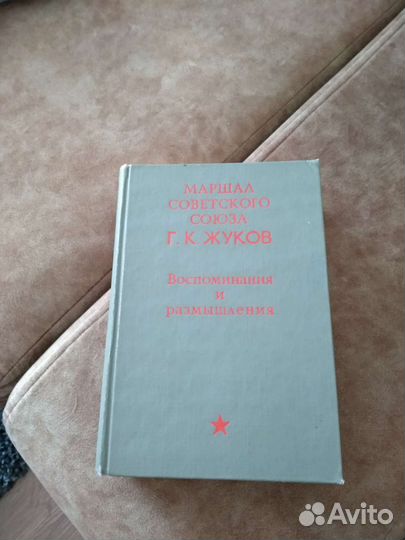 МАРШАЛ
СОВЕТСКОГО
СОЮЗА
Г. К. ЖУКОВ
Воспоминания
и
размышления
Avito